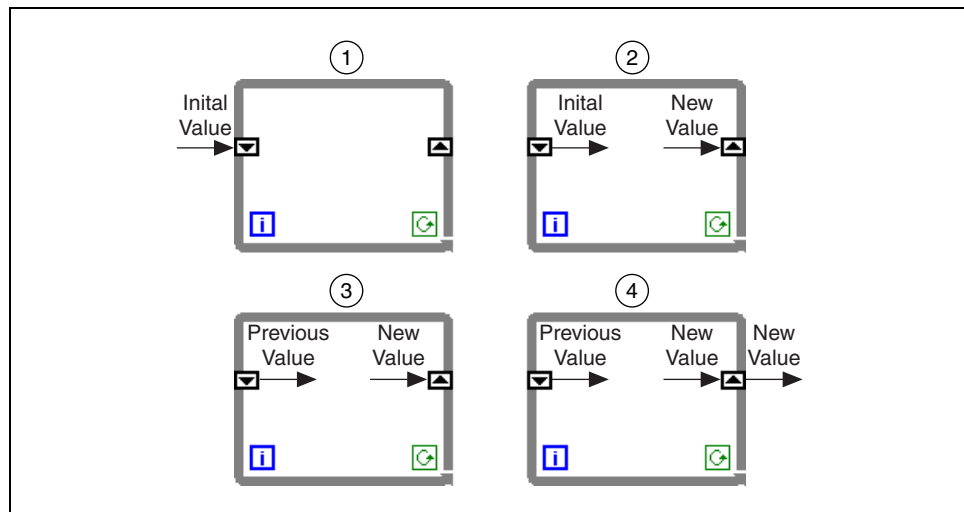 1
Inital
Value
i
2
Inital
Value
New
Value
i
3
Previous
Value
New
Value
i
4
Previous
Value
New
Value
New
Value
i